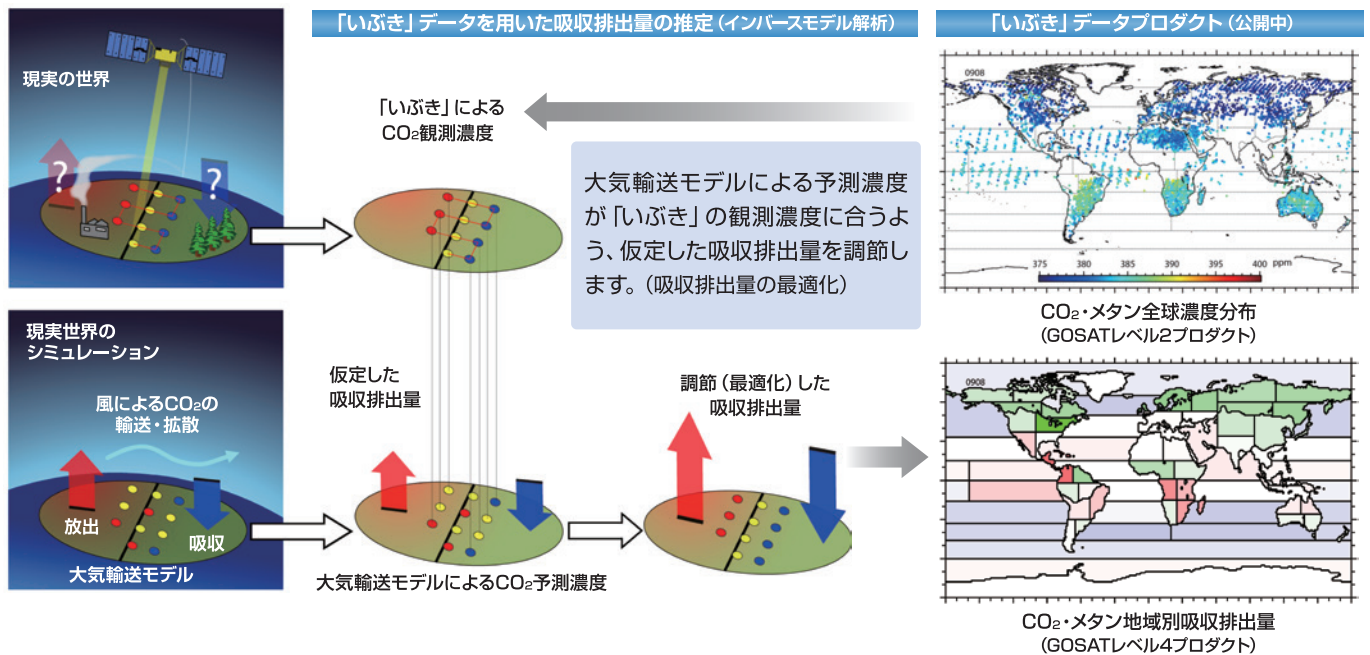 「いぶき」データを用いた吸収排出量の推定（インバースモデル解析）
「いぶき」データプロダクト（公開中）
現実の世界
?
?
「いぶき」による
CO₂観測濃度
大気輸送モデルによる予測濃度
が「いぶき」の観測濃度に合うよ
う、仮定した吸収排出量を調節し
ます。（吸収排出量の最適化）
0908
375
380
385
390
395
400
ppm
CO₂・メタン全球濃度分布
（GOSATレベル2プロダクト）
現実世界の
シミュレーション
風によるCO₂の
輸送・拡散
放出
吸収
大気輸送モデル
仮定した
吸収排出量
大気輸送モデルによるCO₂予測濃度
調節（最適化）した
吸収排出量
0908
CO₂・メタン地域別吸収排出量
（GOSATレベル4プロダクト）